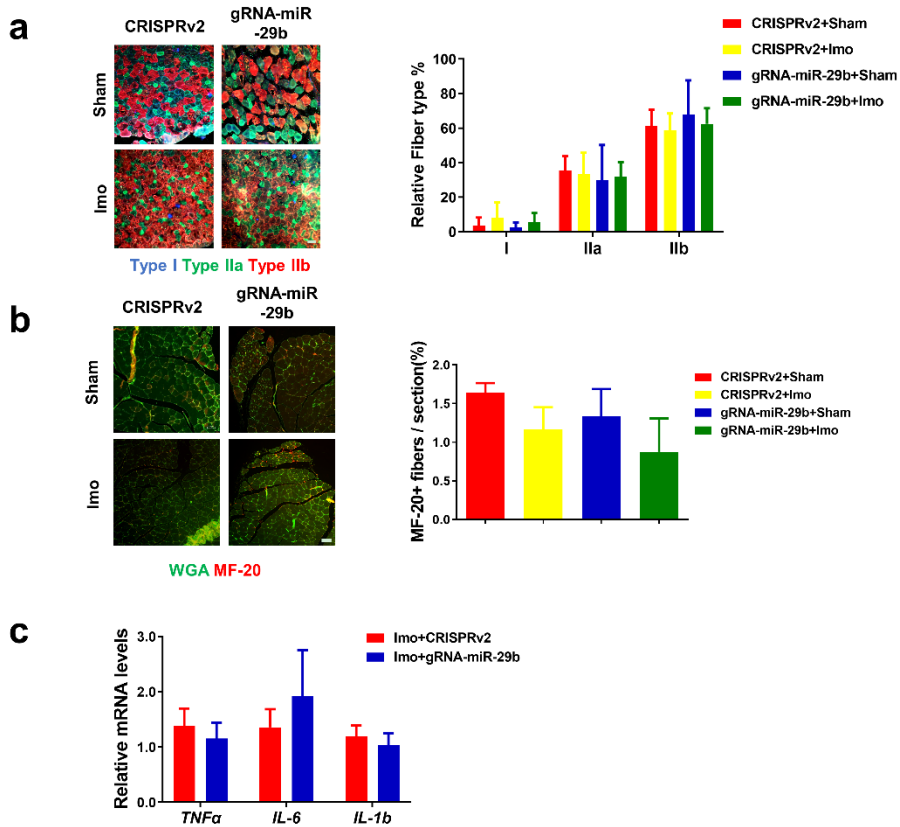 a
CRISPRv2
gRNA-miR
-29b
Sham
Imo
Type I Type IIa Type IIb
Relative Fiber type %
100
80
60
40
20
0
I
IIa
IIb
CRISPRv2+Sham
CRISPRv2+Imo
gRNA-miR-29b+Sham
gRNA-miR-29b+Imo
b
CRISPRv2
gRNA-miR
-29b
Sham
Imo
WGA MF-20
MF-20+ fibers / section(%)
2.0
1.5
1.0
0.5
0.0
CRISPRv2+Sham
CRISPRv2+Imo
gRNA-miR-29b+Sham
gRNA-miR-29b+Imo
c
Relative mRNA levels
3.0
2.0
1.0
0.0
TNFα
IL-6
IL-1b
Imo+CRISPRv2
Imo+gRNA-miR-29b